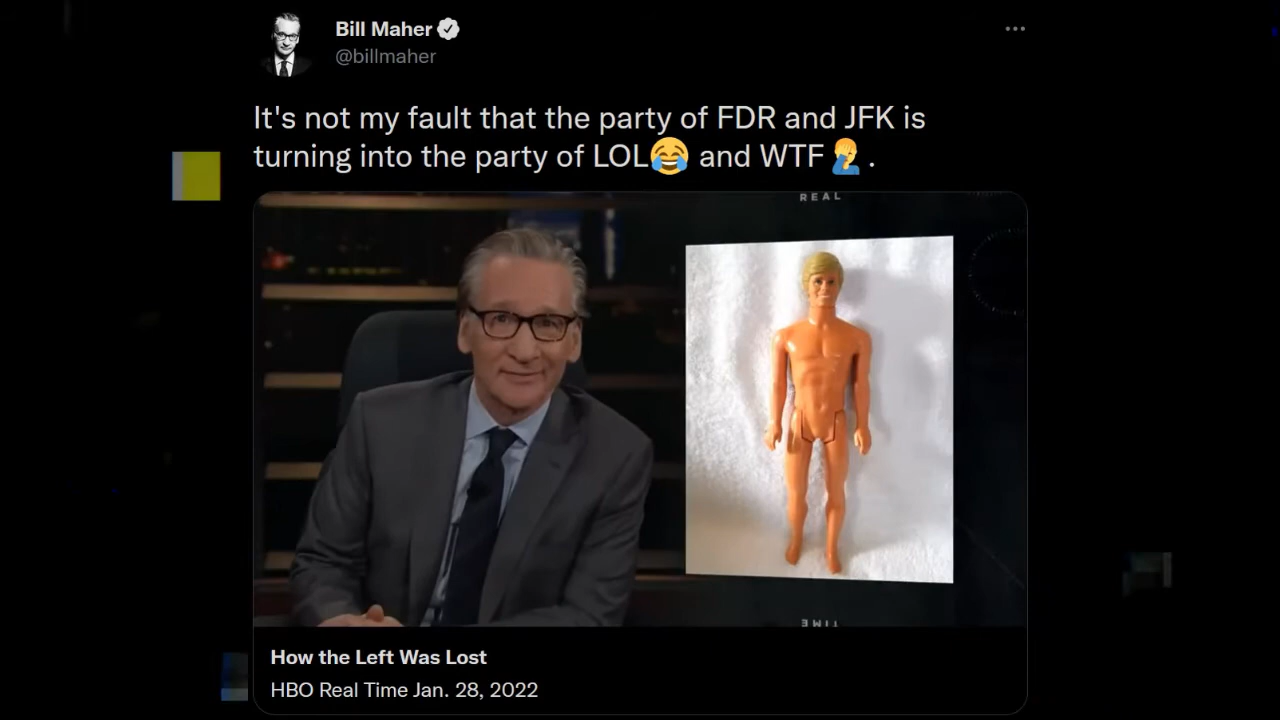 Bill Maher
@billmaher
It's not my fault that the party of FDR and JFK is
turning into the party of LOL😂 and WTF🤦‍♂️.
REAL
TIME
How the Left Was Lost
HBO Real Time Jan. 28, 2022